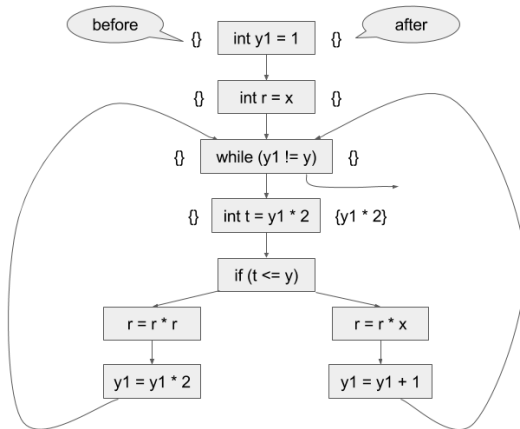 before
after
{} int y1 = 1 {}
{} int r = x {}
{} while (y1 != y) {}
{} int t = y1 * 2 {y1 * 2}
if (t <= y)
r = r * r
r = r * x
y1 = y1 * 2
y1 = y1 + 1